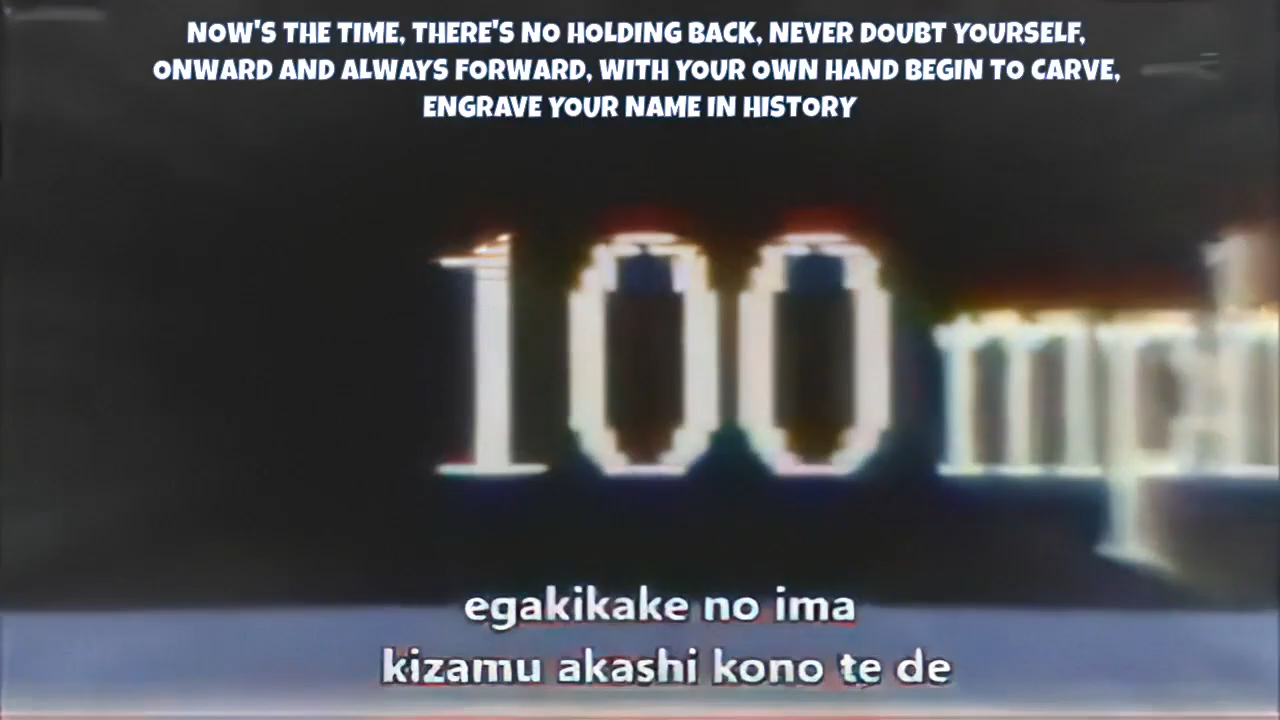 NOW'S THE TIME, THERE'S NO HOLDING BACK, NEVER DOUBT YOURSELF,
ONWARD AND ALWAYS FORWARD, WITH YOUR OWN HAND BEGIN TO CARVE,
ENGRAVE YOUR NAME IN HISTORY
100 mph
egakikake no ima
kizamu akashi kono te de